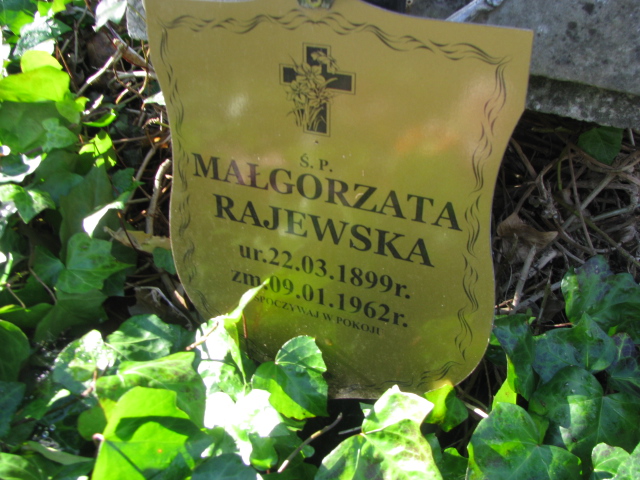 Ś. P.
MAŁGORZATA
RAJEWSKA
ur.22.03.1899r.
zm.09.01.1962r.
SPOCZYWAJ W POKOJU